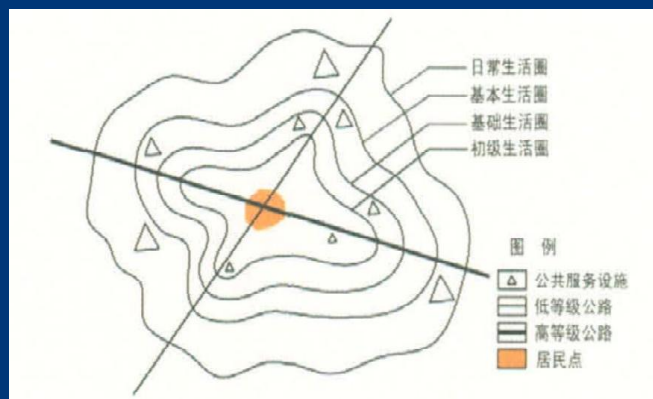 日常生活圈
基本生活圈
基础生活圈
初级生活圈
图 例
公共服务设施
低等级公路
高等级公路
居民点